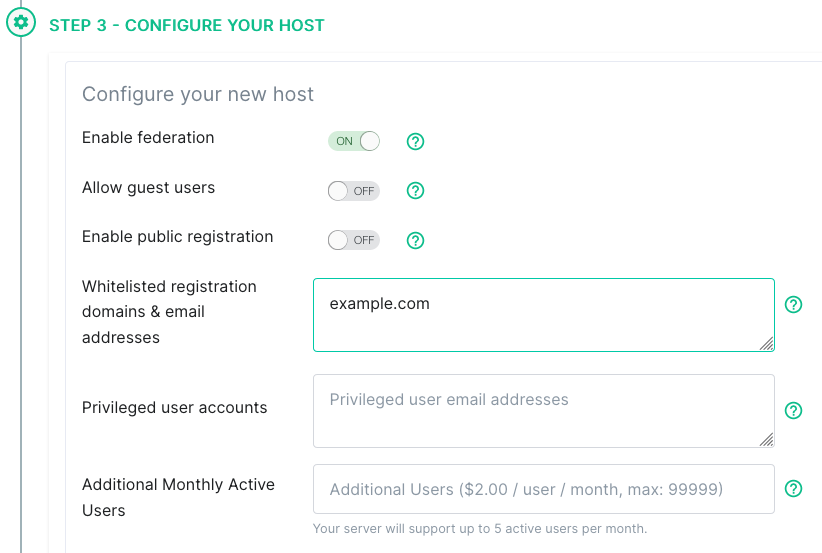 STEP 3 - CONFIGURE YOUR HOST
Configure your new host
Enable federation
ON
?
Allow guest users
OFF
?
Enable public registration
OFF
?
Whitelisted registration
domains & email
addresses
example.com
?
Privileged user accounts
Privileged user email addresses
?
Additional Monthly Active
Users
Additional Users ($2.00 / user / month, max: 99999)
?
Your server will support up to 5 active users per month.